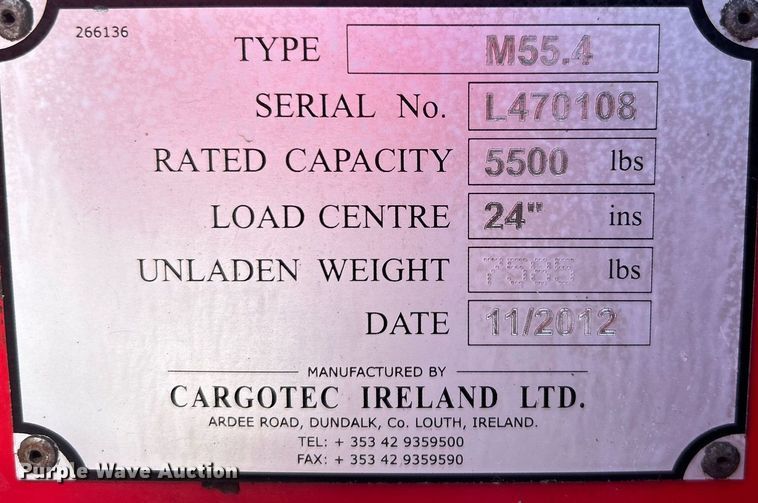 266136
TYPE M55.4
SERIAL No. L470108
RATED CAPACITY 5500 lbs
LOAD CENTRE 24" ins
UNLADEN WEIGHT lbs
DATE 11/2012
MANUFACTURED BY
CARGOTEC IRELAND LTD.
ARDEE ROAD, DUNDALK, Co. LOUTH, IRELAND.
TEL: + 353 42 9359500
FAX: + 353 42 9359590
Purple Wave Auction